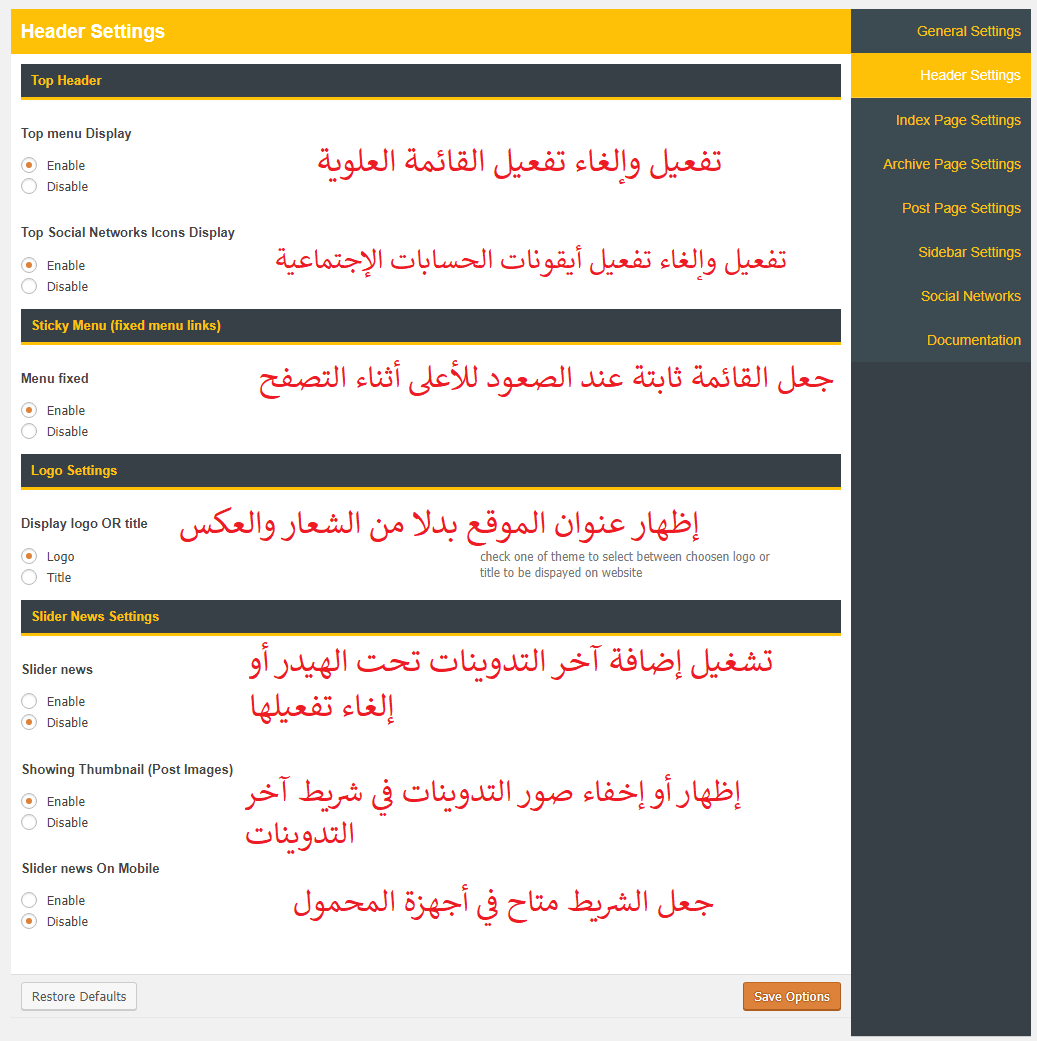 Header Settings
Top Header
Top menu Display
تفعيل وإلغاء تفعيل القائمة العلوية
Enable
Disable
Top Social Networks Icons Display
تفعيل وإلغاء تفعيل أيقونات الحسابات الإجتماعية
Enable
Disable
Sticky Menu (fixed menu links)
Menu fixed
جعل القائمة ثابتة عند الصعود للأعلى أثناء التصفح
Enable
Disable
Logo Settings
Display logo OR title
إظهار عنوان الموقع بدلا من الشعار والعكس
Logo
Title
check one of theme to select between choosen logo or
title to be dispayed on website
Slider News Settings
Slider news
تشغيل إضافة آخر التدوينات تحت الهيدر أو
إلغاء تفعيلها
Enable
Disable
Showing Thumbnail (Post Images)
إظهار أو إخفاء صور التدوينات في شريط آخر
التدوينات
Enable
Disable
Slider news On Mobile
جعل الشريط متاح في أجهزة المحمول
Enable
Disable
Restore Defaults
Save Options
General Settings
Header Settings
Index Page Settings
Archive Page Settings
Post Page Settings
Sidebar Settings
Social Networks
Documentation